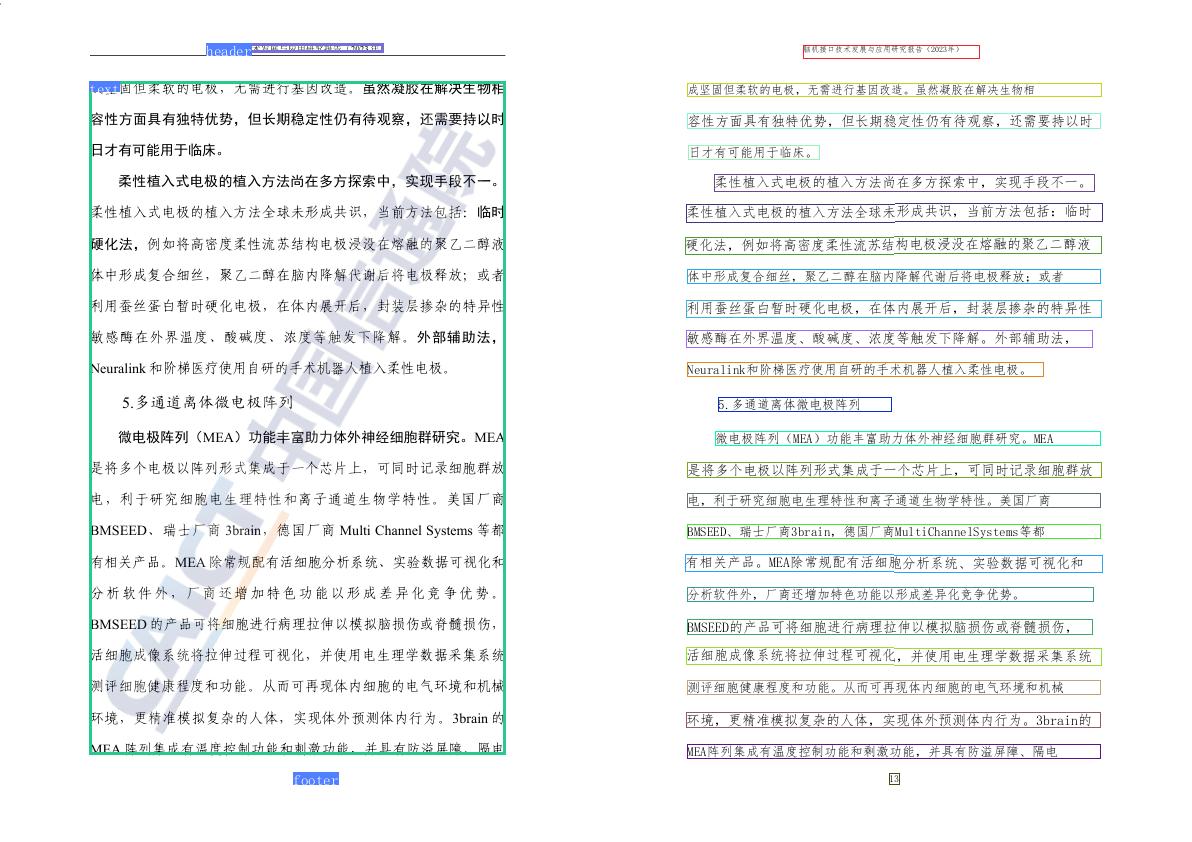 header
text固但柔软的电极，无需进行基因改造。虽然凝胶在解决生物相
容性方面具有独特优势，但长期稳定性仍有待观察，还需要持以时
日才有可能用于临床。
柔性植入式电极的植入方法尚在多方探索中，实现手段不一。
柔性植入式电极的植入方法全球未形成共识，当前方法包括：临时
硬化法，例如将高密度柔性流苏结构电极浸没在熔融的聚乙二醇液
体中形成复合细丝，聚乙二醇在脑内降解代谢后将电极释放；或者
利用蚕丝蛋白暂时硬化电极，在体内展开后，封装层掺杂的特异性
敏感酶在外界温度、酸碱度、浓度等触发下降解。外部辅助法，
Neuralink 和阶梯医疗使用自研的手术机器人植入柔性电极。
5.多通道离体微电极阵列
微电极阵列（MEA）功能丰富助力体外神经细胞群研究。MEA
是将多个电极以阵列形式集成于一个芯片上，可同时记录细胞群放
电，利于研究细胞电生理特性和离子通道生物学特性。美国厂商
BMSEED、瑞士厂商 3brain，德国厂商 Multi Channel Systems 等都
有相关产品。MEA 除常规配有活细胞分析系统、实验数据可视化和
分析软件外，厂商还增加特色功能以形成差异化竞争优势。
BMSEED 的产品可将细胞进行病理拉伸以模拟脑损伤或脊髓损伤，
活细胞成像系统将拉伸过程可视化，并使用电生理学数据采集系统
测评细胞健康程度和功能。从而可再现体内细胞的电气环境和机械
环境，更精准模拟复杂的人体，实现体外预测体内行为。3brain 的
MEA 阵列集成有温度控制功能和刺激功能，并具有防溢屏障、隔电
CAICT 中国信通院
footer
脑机接口技术发展与应用研究报告（2023年）
成坚固但柔软的电极，无需进行基因改造。虽然凝胶在解决生物相
容性方面具有独特优势，但长期稳定性仍有待观察，还需要持以时
日才有可能用于临床。
柔性植入式电极的植入方法尚在多方探索中，实现手段不一。
柔性植入式电极的植入方法全球未形成共识，当前方法包括：临时
硬化法，例如将高密度柔性流苏结构电极浸没在熔融的聚乙二醇液
体中形成复合细丝，聚乙二醇在脑内降解代谢后将电极释放；或者
利用蚕丝蛋白暂时硬化电极，在体内展开后，封装层掺杂的特异性
敏感酶在外界温度、酸碱度、浓度等触发下降解。外部辅助法，
Neuralink和阶梯医疗使用自研的手术机器人植入柔性电极。
5.多通道离体微电极阵列
微电极阵列（MEA）功能丰富助力体外神经细胞群研究。MEA
是将多个电极以阵列形式集成于一个芯片上，可同时记录细胞群放
电，利于研究细胞电生理特性和离子通道生物学特性。美国厂商
BMSEED、瑞士厂商3brain，德国厂商MultiChannelSystems等都
有相关产品。MEA除常规配有活细胞分析系统、实验数据可视化和
分析软件外，厂商还增加特色功能以形成差异化竞争优势。
BMSEED的产品可将细胞进行病理拉伸以模拟脑损伤或脊髓损伤，
活细胞成像系统将拉伸过程可视化，并使用电生理学数据采集系统
测评细胞健康程度和功能。从而可再现体内细胞的电气环境和机械
环境，更精准模拟复杂的人体，实现体外预测体内行为。3brain的
MEA阵列集成有温度控制功能和刺激功能，并具有防溢屏障、隔电
13